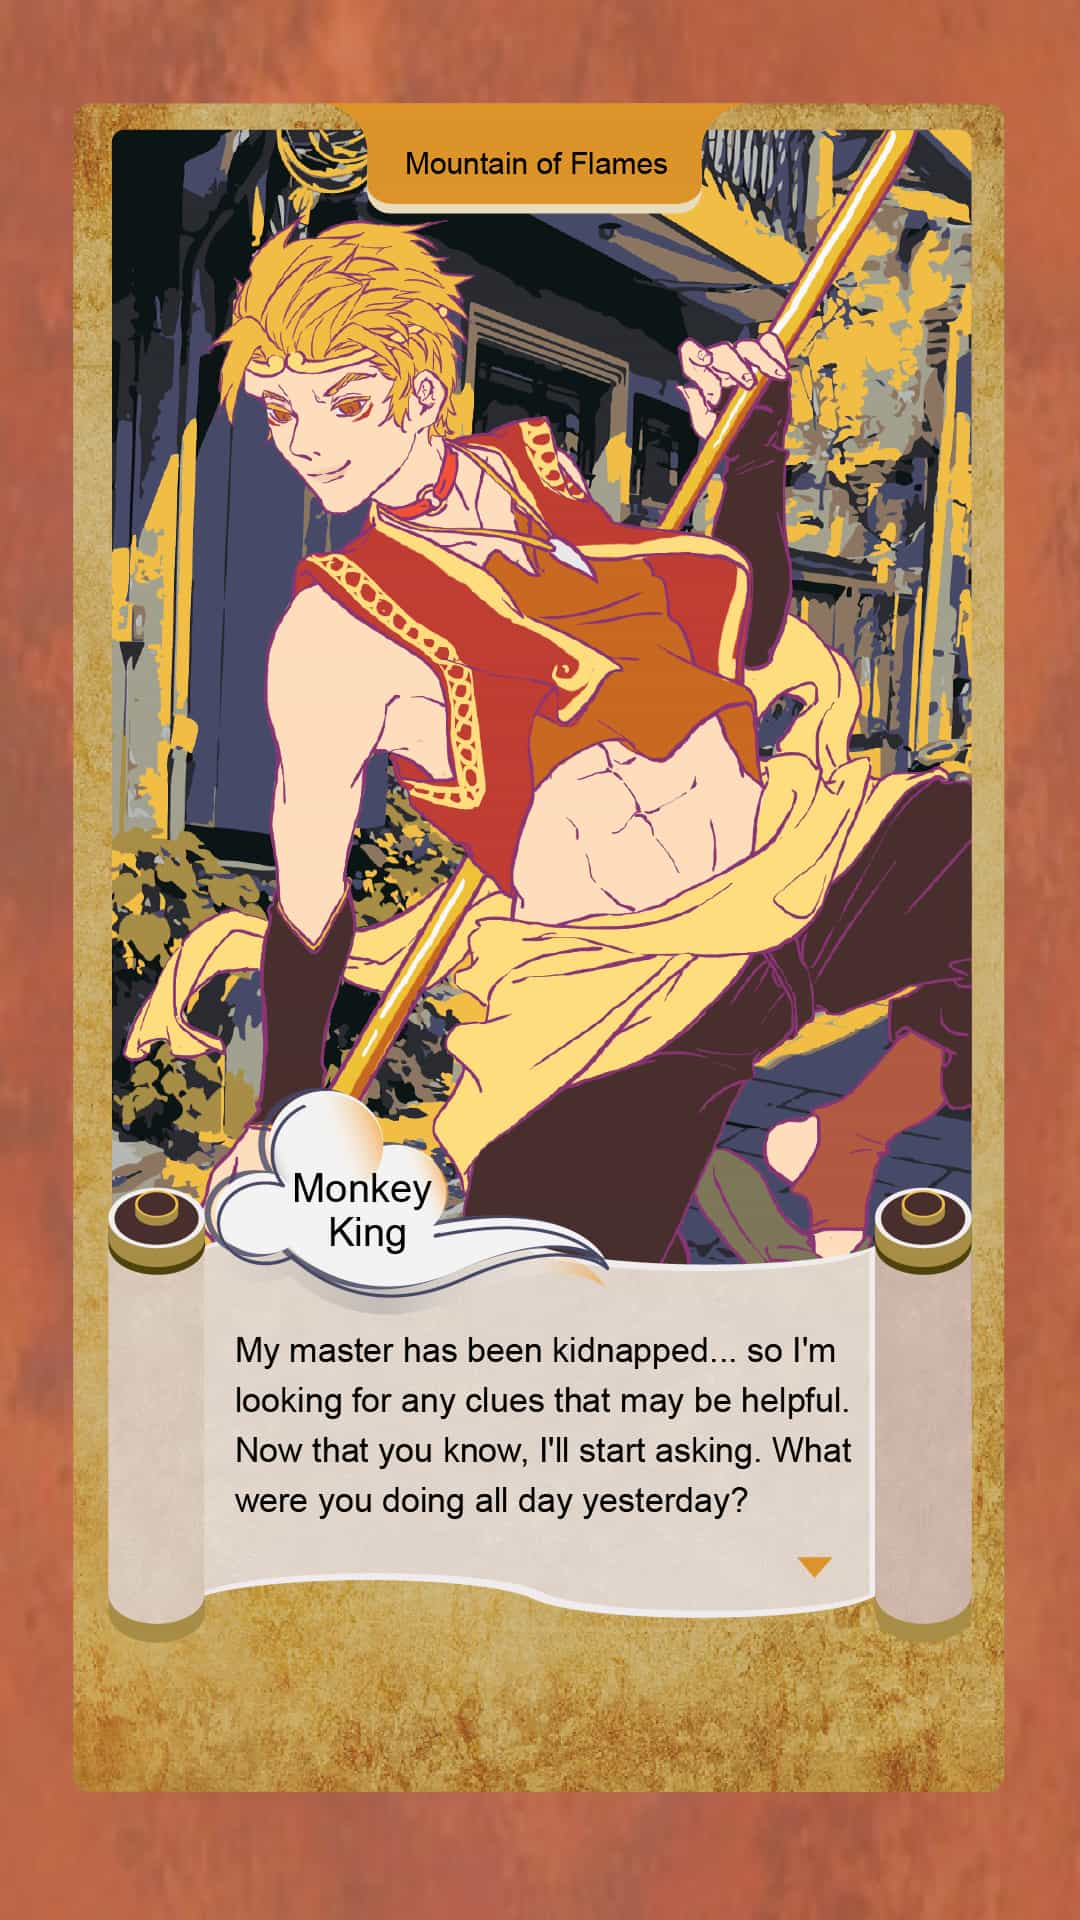 Mountain of Flames
Monkey
King
My master has been kidnapped... so I'm
looking for any clues that may be helpful.
Now that you know, I'll start asking. What
were you doing all day yesterday?